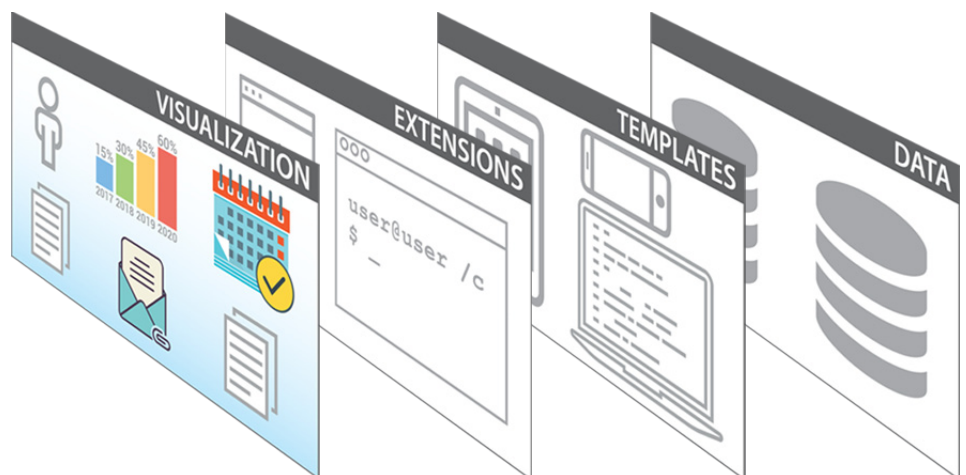 VISUALIZATION
15% 30% 45% 60%
2017 2018 2019 2020
EXTENSIONS
user@user /c
$ _
TEMPLATES
DATA